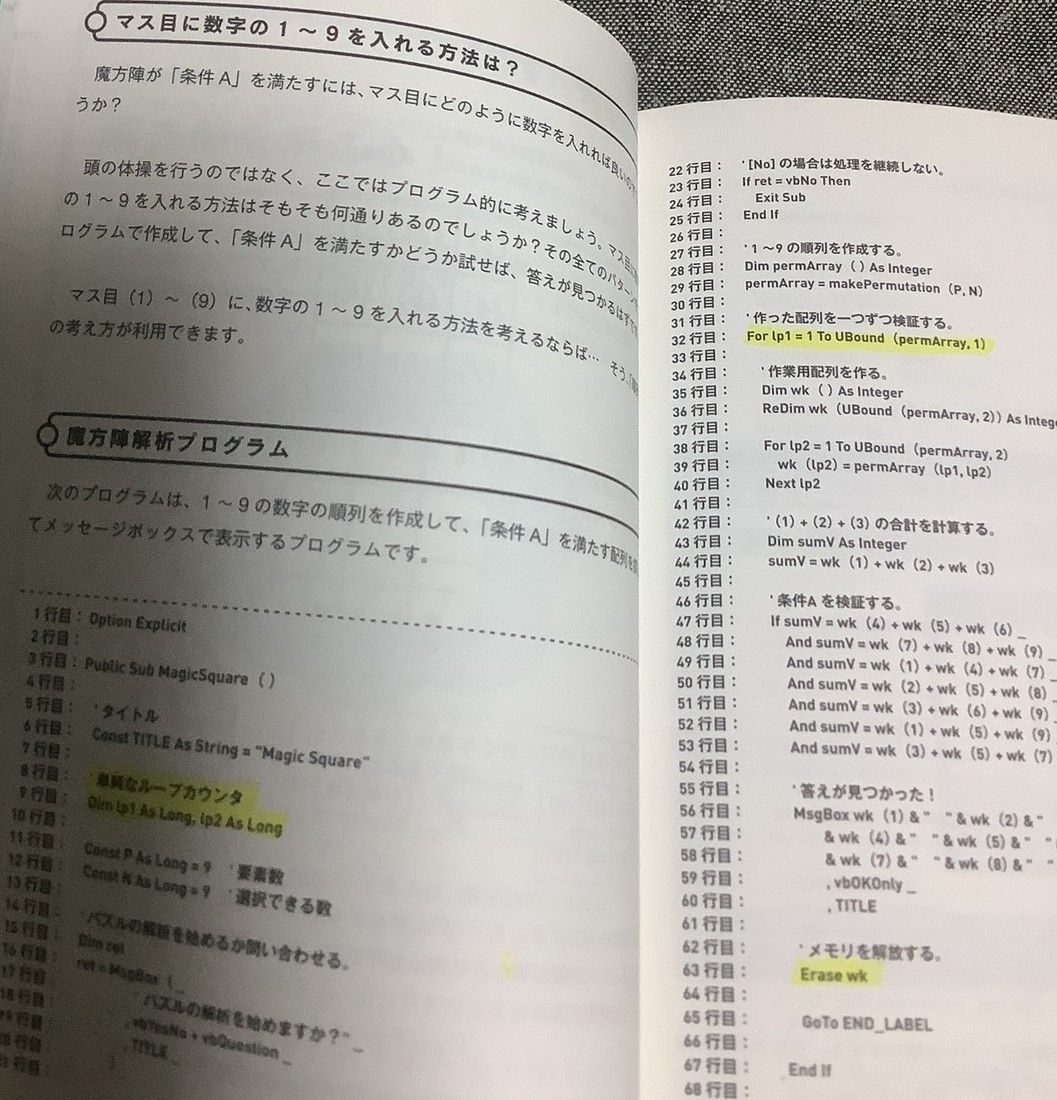 マス目に数字の1～9を入れる方法は？
魔方陣が「条件A」を満たすには、マス目にどのように数字を入れれば良いの
うか？
頭の体操を行うのではなく、ここではプログラム的に考えましょう。マス目に
の1～9を入れる方法はそもそも何通りあるのでしょうか？その全てのパターン
ログラムで作成して、「条件A」を満たすかどうか試せば、答えが見つかるはずです
マス目（1）～（9）に、数字の1～9を入れる方法を考えるならば… そう、
の考え方が利用できます。
魔方陣解析プログラム
次のプログラムは、1～9の数字の順列を作成して、「条件A」を満たす配列を
てメッセージボックスで表示するプログラムです。
1行目：Option Explicit
2行目：
3行目：Public Sub MagicSquare（）
4行目：
5行目： 'タイトル
6行目： Const TITLE As String = "Magic Square"
7行目：
8行目： '単純なループカウンタ
9行目： Dim lp1 As Long, lp2 As Long
10行目：
11行目： Const P As Long = 9 '要素数
12行目： Const N As Long = 9 '選択できる数
13行目：
14行目： 'パズルの解析を始めるか問い合わせる。
15行目： Dim ret
16行目： ret = MsgBox（ _
17行目： "パズルの解析を始めますか？" _
18行目： , vbYesNo + vbQuestion _
19行目： , TITLE _
20行目： ）
21行目：
22行目： '[No]の場合は処理を継続しない。
23行目： If ret = vbNo Then
24行目： Exit Sub
25行目： End If
26行目：
27行目： '1～9の順列を作成する。
28行目： Dim permArray（）As Integer
29行目： permArray = makePermutation（P, N）
30行目：
31行目： '作った配列を一つずつ検証する。
32行目： For lp1 = 1 To UBound（permArray, 1）
33行目：
34行目： '作業用配列を作る。
35行目： Dim wk（）As Integer
36行目： ReDim wk（UBound（permArray, 2））As Intege
37行目：
38行目： For lp2 = 1 To UBound（permArray, 2）
39行目： wk（lp2）= permArray（lp1, lp2）
40行目： Next lp2
41行目：
42行目： '（1）+（2）+（3）の合計を計算する。
43行目： Dim sumV As Integer
44行目： sumV = wk（1）+ wk（2）+ wk（3）
45行目：
46行目： '条件Aを検証する。
47行目： If sumV = wk（4）+ wk（5）+ wk（6）_
48行目： And sumV = wk（7）+ wk（8）+ wk（9）_
49行目： And sumV = wk（1）+ wk（4）+ wk（7）_
50行目： And sumV = wk（2）+ wk（5）+ wk（8）
51行目： And sumV = wk（3）+ wk（6）+ wk（9）
52行目： And sumV = wk（1）+ wk（5）+ wk（9）
53行目： And sumV = wk（3）+ wk（5）+ wk（7）
54行目：
55行目： '答えが見つかった！
56行目： MsgBox wk（1）& " " & wk（2）& "
57行目： & wk（4）& " " & wk（5）& " "
58行目： & wk（7）& " " & wk（8）& " "
59行目： , vbOKOnly _
60行目： , TITLE
61行目：
62行目： 'メモリを解放する。
63行目： Erase wk
64行目：
65行目： GoTo END_LABEL
66行目：
67行目： End If
68行目：